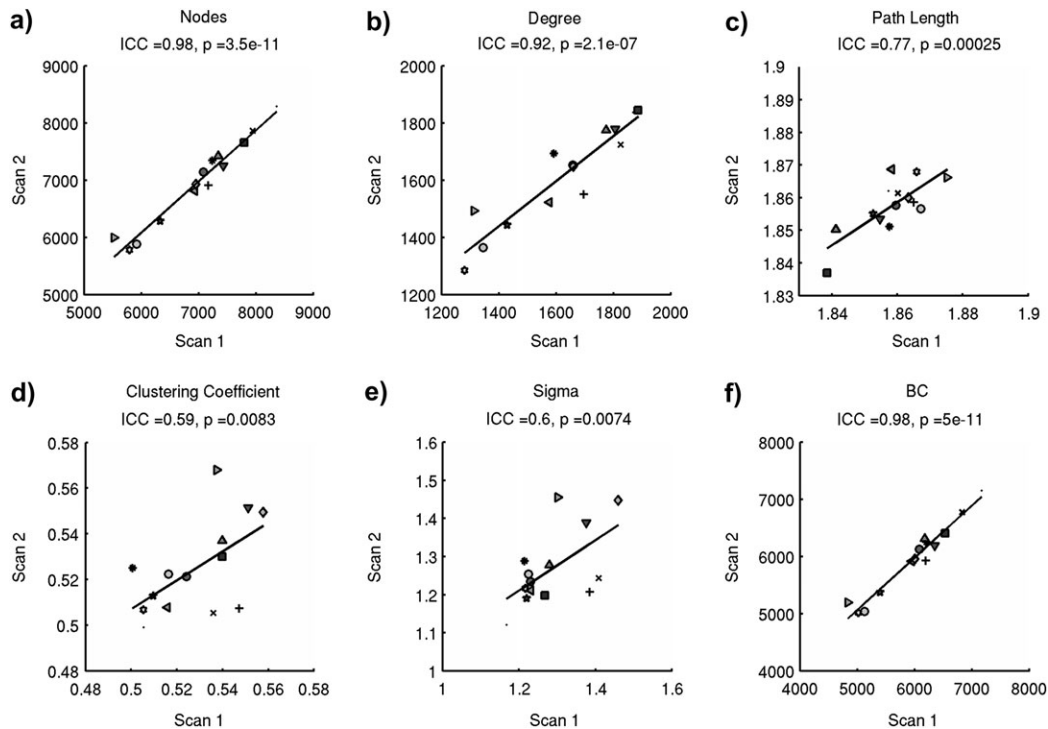 a) Nodes
ICC =0.98, p =3.5e-11
9000
8000
7000
6000
5000
Scan 2
5000 6000 7000 8000 9000
Scan 1
b) Degree
ICC =0.92, p =2.1e-07
2000
1800
1600
1400
1200
Scan 2
1200 1400 1600 1800 2000
Scan 1
c) Path Length
ICC =0.77, p =0.00025
1.9
1.89
1.88
1.87
1.86
1.85
1.84
1.83
Scan 2
1.84 1.86 1.88 1.9
Scan 1
d) Clustering Coefficient
ICC =0.59, p =0.0083
0.58
0.56
0.54
0.52
0.5
0.48
Scan 2
0.48 0.5 0.52 0.54 0.56 0.58
Scan 1
e) Sigma
ICC =0.6, p =0.0074
1.6
1.5
1.4
1.3
1.2
1.1
1
Scan 2
1 1.2 1.4 1.6
Scan 1
f) BC
ICC =0.98, p =5e-11
8000
7000
6000
5000
4000
Scan 2
4000 5000 6000 7000 8000
Scan 1